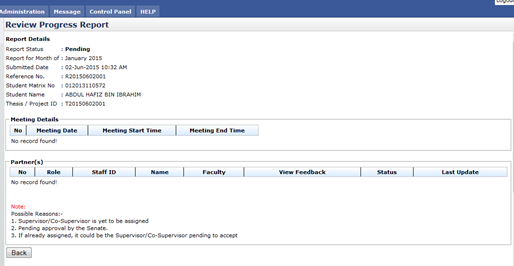 Logout
Administration Message Control Panel HELP
Review Progress Report
Report Details
Report Status : Pending
Report for Month of : January 2015
Submitted Date : 02-Jun-2015 10:32 AM
Reference No. : R20150602001
Student Matrix No : 012013110572
Student Name : ABDUL HAFIZ BIN IBRAHIM
Thesis / Project ID : T20150602001
Meeting Details
No Meeting Date Meeting Start Time Meeting End Time
No record found!
Partner(s)
No Role Staff ID Name Faculty View Feedback Status Last Update
No record found!
Note:
Possible Reasons:-
1. Supervisor/Co-Supervisor is yet to be assigned
2. Pending approval by the Senate.
3. If already assigned, it could be the Supervisor/Co-Supervisor pending to accept
Back